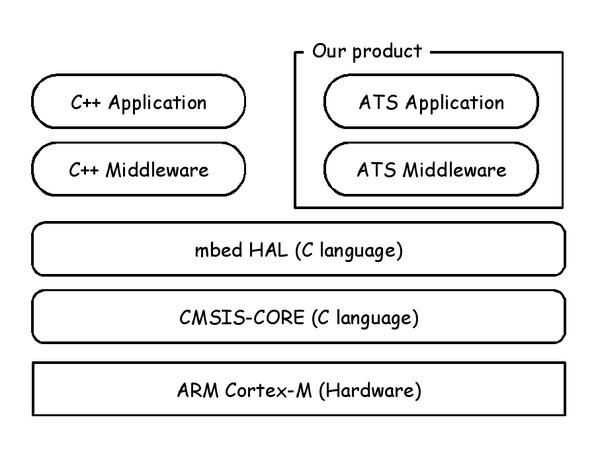 Our product
C++ Application
ATS Application
C++ Middleware
ATS Middleware
mbed HAL (C language)
CMSIS-CORE (C language)
ARM Cortex-M (Hardware)